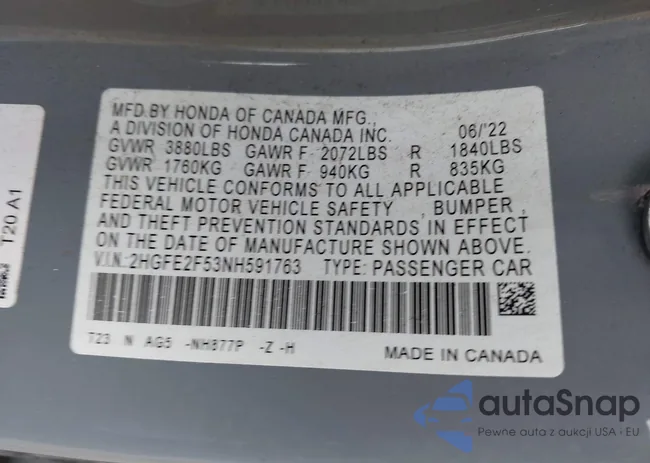 MFD.BY HONDA OF CANADA MFG.,
A DIVISION OF HONDA CANADA INC. 06/'22
GVWR 3880LBS GAWR F 2072LBS R 1840LBS
GVWR 1760KG GAWR F 940KG R 835KG
THIS VEHICLE CONFORMS TO ALL APPLICABLE
FEDERAL MOTOR VEHICLE SAFETY , BUMPER,
AND THEFT PREVENTION STANDARDS IN EFFECT
ON THE DATE OF MANUFACTURE SHOWN ABOVE.
V.I.N.:2HGFE2F53NH591763 TYPE: PASSENGER CAR
T23 N AG5 -NH877P -Z -H
MADE IN CANADA
T20 A1
autoSnap
Pewne auta z aukcji USA i EU